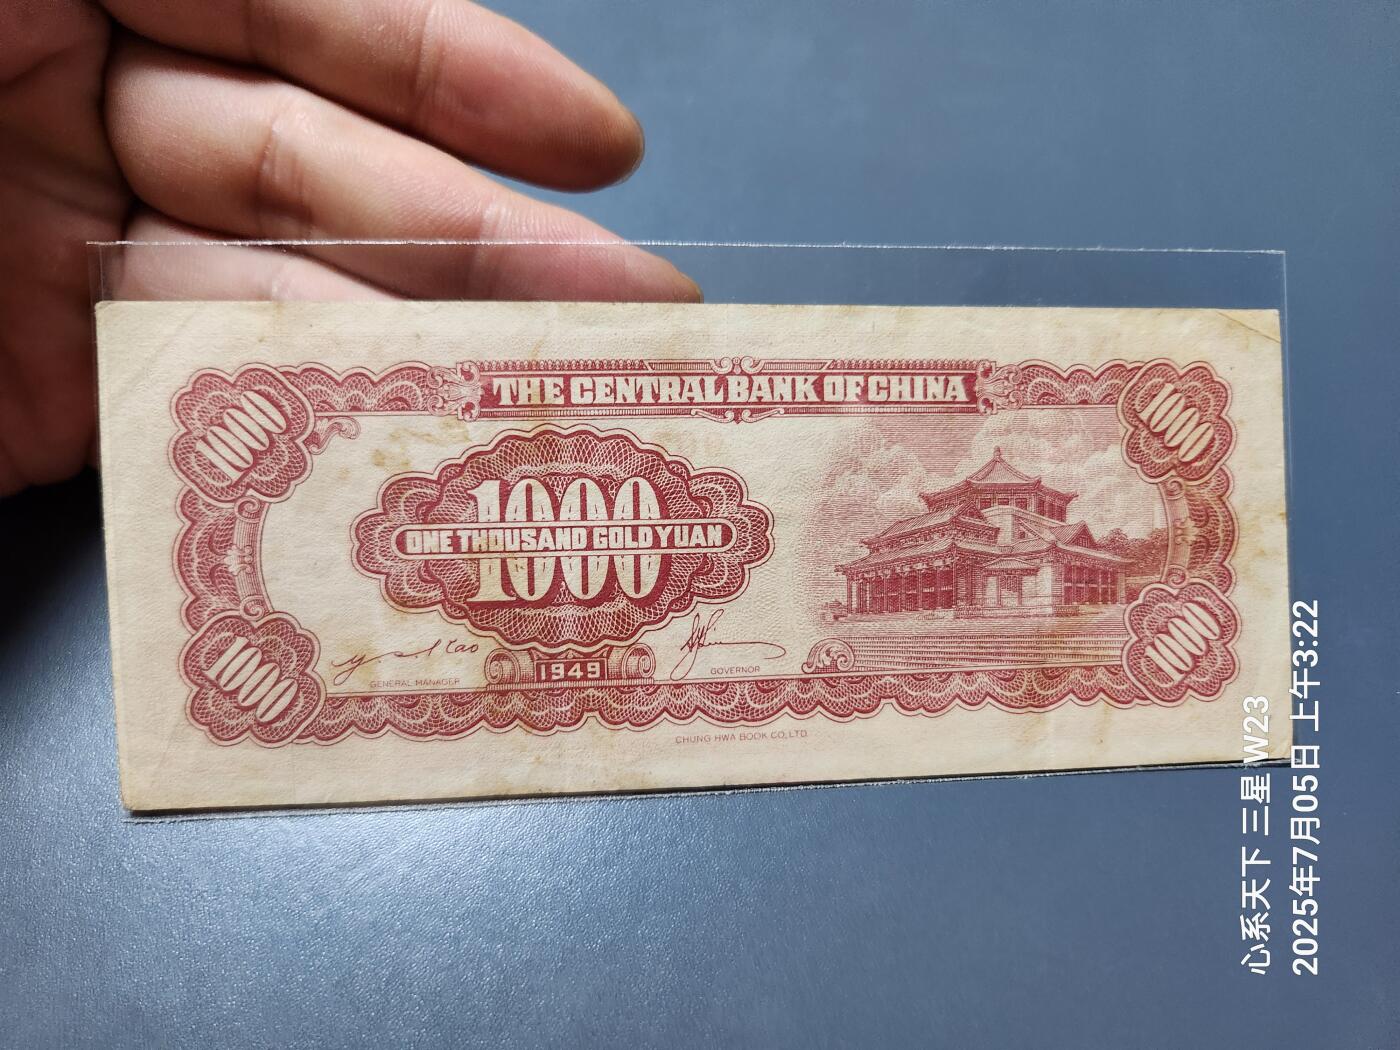 THE CENTRAL BANK OF CHINA
1000
1000
1000
ONE THOUSAND GOLD YUAN
1000
1000
GENERAL MANAGER
1949
GOVERNOR
CHUNG HWA BOOK CO, LTD.
心系天下 三星 W23
2025年7月05日 上午3:22